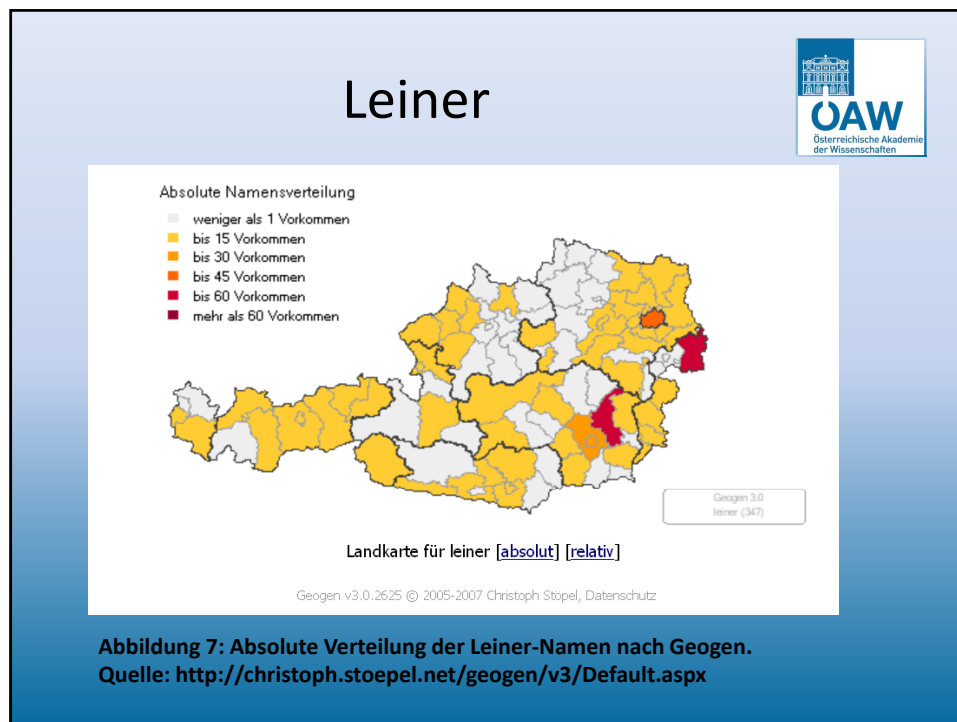 Leiner
ÖAW
Österreichische Akademie
der Wissenschaften
Absolute Namensverteilung
weniger als 1 Vorkommen
bis 15 Vorkommen
bis 30 Vorkommen
bis 45 Vorkommen
bis 60 Vorkommen
mehr als 60 Vorkommen
Geogen 3.0
leiner (347)
Landkarte für leiner [absolut] [relativ]
Geogen v3.0.2625 © 2005-2007 Christoph Stöpel, Datenschutz
Abbildung 7: Absolute Verteilung der Leiner-Namen nach Geogen.
Quelle: http://christoph.stoepel.net/geogen/v3/Default.aspx